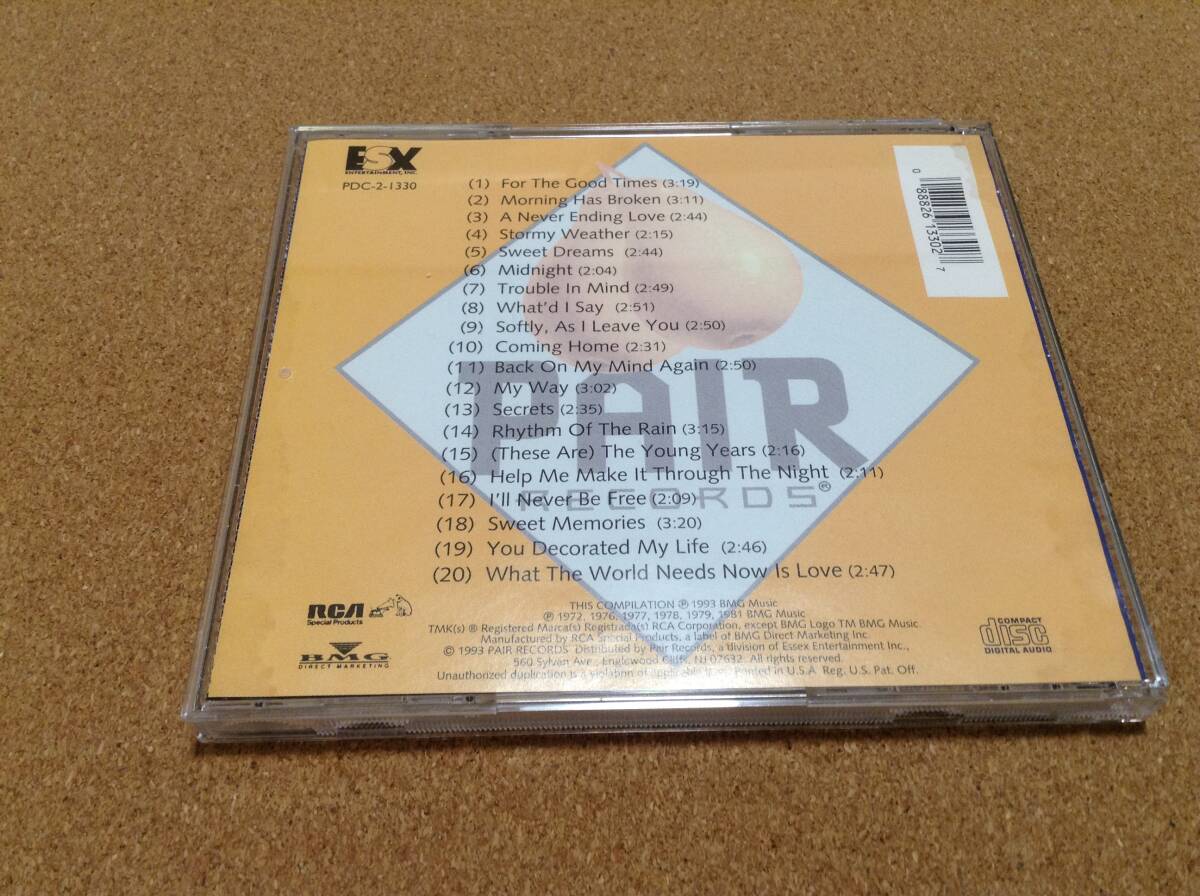 ESX
ENTERTAINMENT, INC.
PDC-2-1330
(1) For The Good Times (3:19)
(2) Morning Has Broken (3:11)
(3) A Never Ending Love (2:44)
(4) Stormy Weather (2:15)
(5) Sweet Dreams (2:44)
(6) Midnight (2:04)
(7) Trouble In Mind (2:49)
(8) What'd I Say (2:51)
(9) Softly, As I Leave You (2:50)
(10) Coming Home (2:31)
(11) Back On My Mind Again (2:50)
(12) My Way (3:02)
(13) Secrets (2:35)
(14) Rhythm Of The Rain (3:15)
(15) (These Are) The Young Years (2:16)
(16) Help Me Make It Through The Night (2:11)
(17) I'll Never Be Free (2:09)
(18) Sweet Memories (3:20)
(19) You Decorated My Life (2:46)
(20) What The World Needs Now Is Love (2:47)
PAIR
RECORDS®
0 88826 13302 7
RCA
Special Products
BMG
DIRECT MARKETING
THIS COMPILATION ℗ 1993 BMG Music
℗ 1972, 1976, 1977, 1978, 1979, 1981 BMG Music
TMK(s) ® Registered Marca(s) Registrada(s) RCA Corporation, except BMG Logo TM BMG Music.
Manufactured by RCA Special Products, a label of BMG Direct Marketing Inc.
© 1993 PAIR RECORDS Distributed by Pair Records, a division of Essex Entertainment Inc.,
560 Sylvan Ave., Englewood Cliffs, NJ 07632. All rights reserved.
Unauthorized duplication is a violation of applicable laws. Printed in U.S.A. Reg. U.S. Pat. Off.
COMPACT
disc
DIGITAL AUDIO